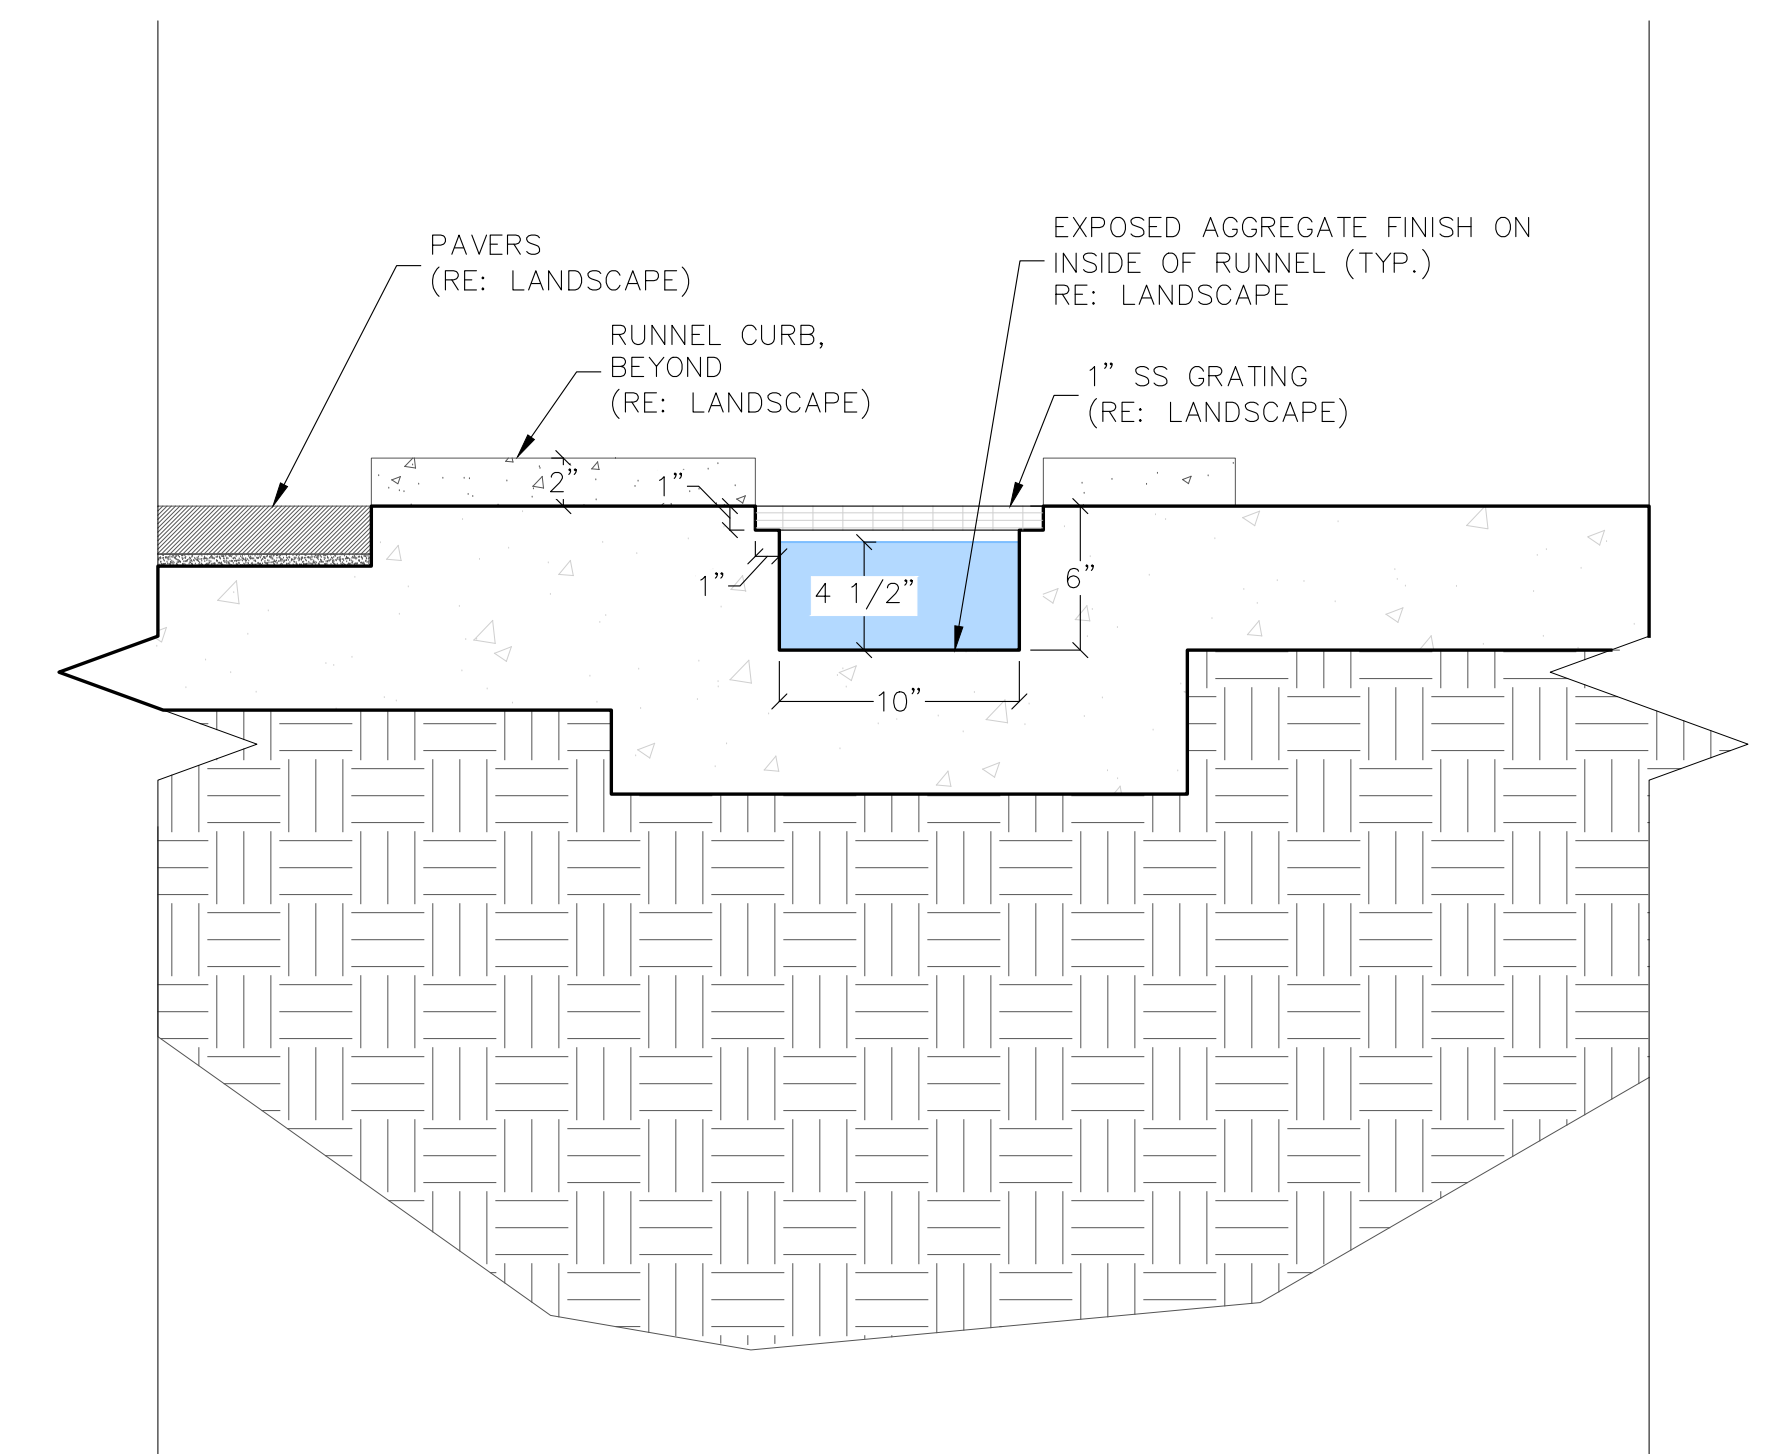 PAVERS
(RE: LANDSCAPE)
RUNNEL CURB,
BEYOND
(RE: LANDSCAPE)
EXPOSED AGGREGATE FINISH ON
INSIDE OF RUNNEL (TYP.)
RE: LANDSCAPE
1" SS GRATING
(RE: LANDSCAPE)
2"
1"
1"
4 1/2"
6"
10"